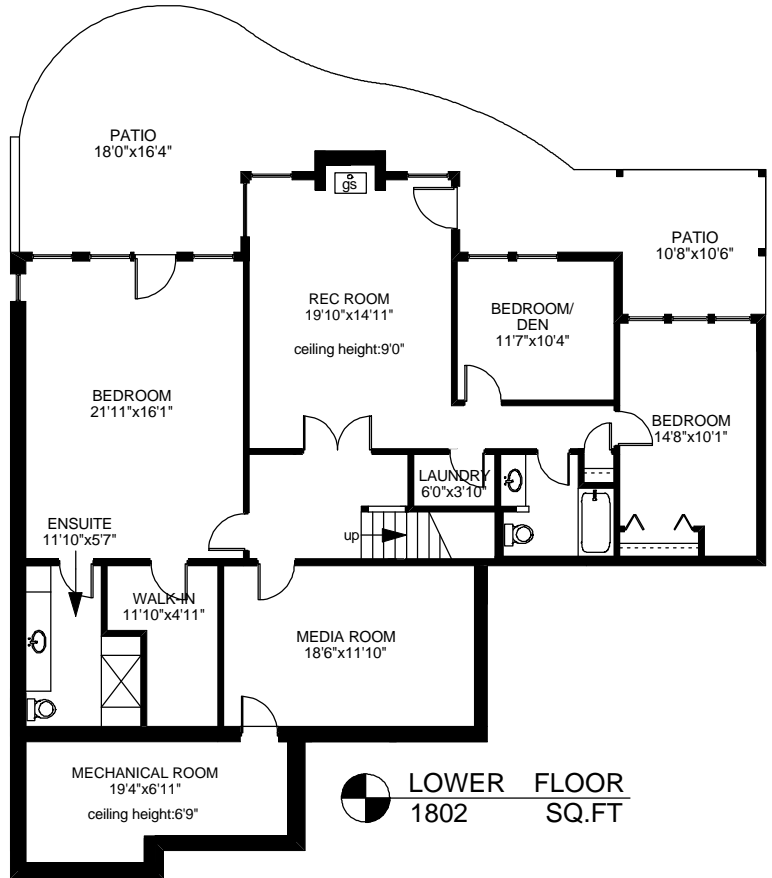 PATIO
18'0"x16'4"
gs
PATIO
10'8"x10'6"
REC ROOM
19'10"x14'11"
ceiling height:9'0"
BEDROOM/
DEN
11'7"x10'4"
BEDROOM
21'11"x16'1"
BEDROOM
14'8"x10'1"
LAUNDRY
6'0"x3'10"
ENSUITE
11'10"x5'7"
up
WALK-IN
11'10"x4'11"
MEDIA ROOM
18'6"x11'10"
MECHANICAL ROOM
19'4"x6'11"
ceiling height:6'9"
LOWER FLOOR
1802 SQ.FT